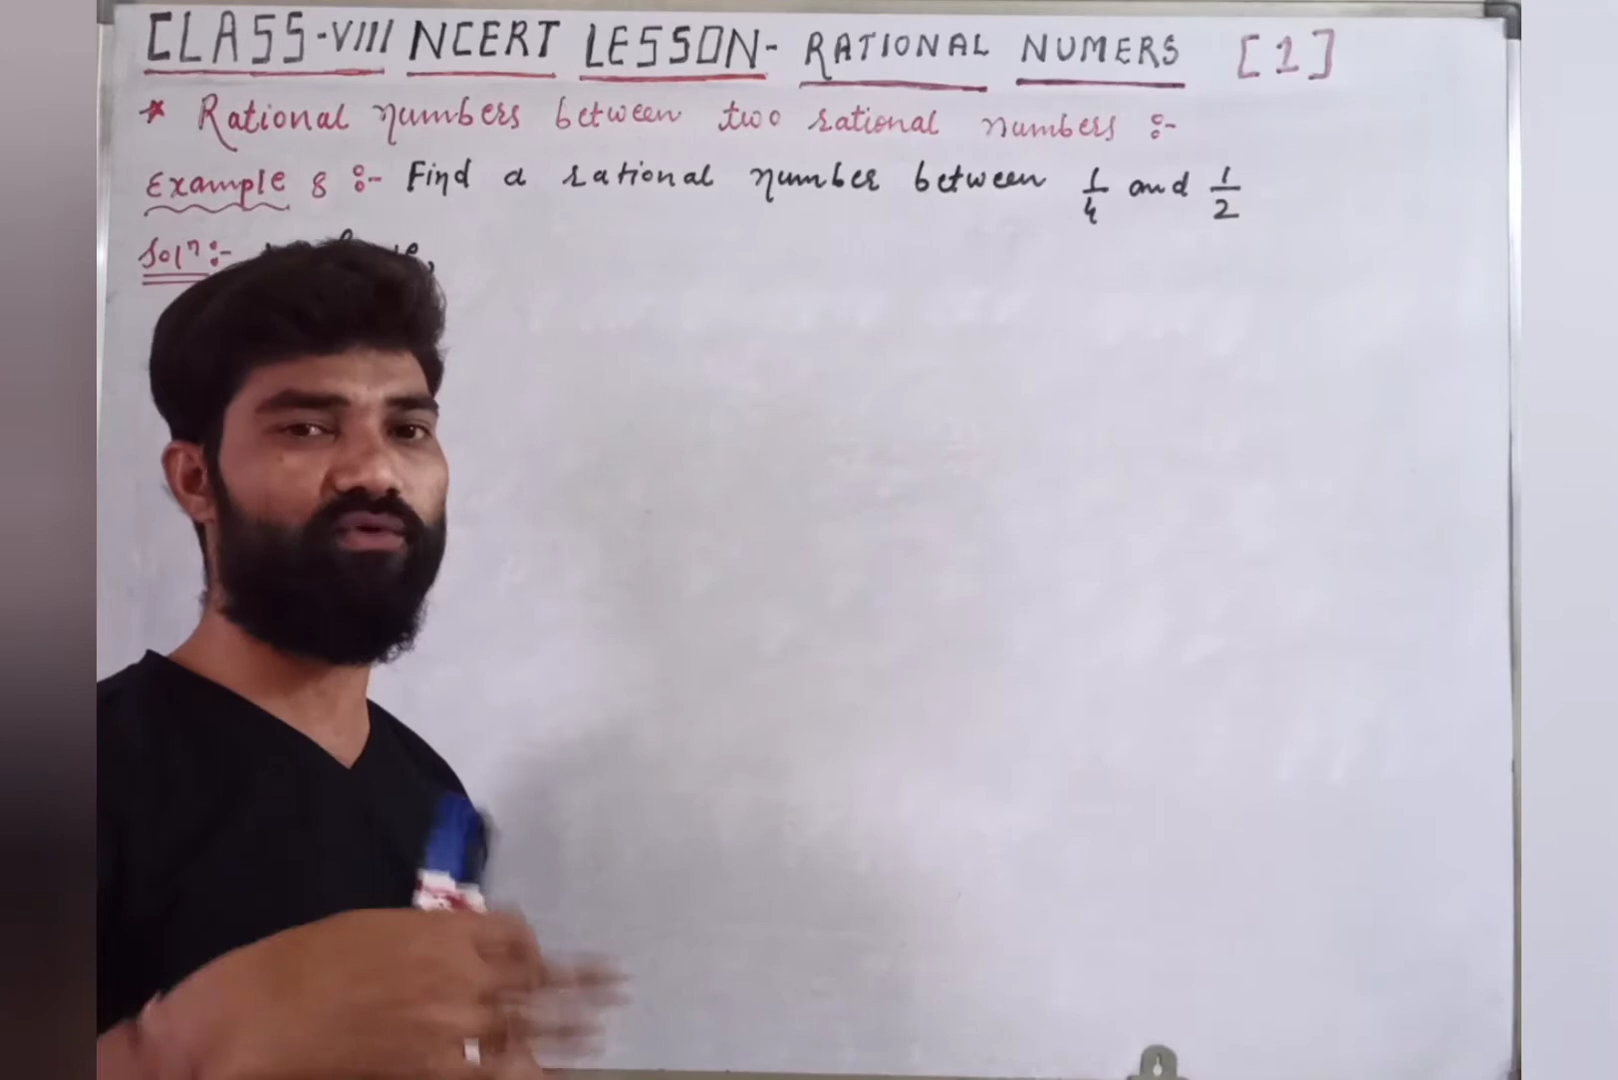 CLASS-VIII NCERT LESSON- RATIONAL NUMERS [1]
* Rational numbers between two rational numbers :-
Example 8 :- Find a rational number between 1/4 and 1/2
Solⁿ:-